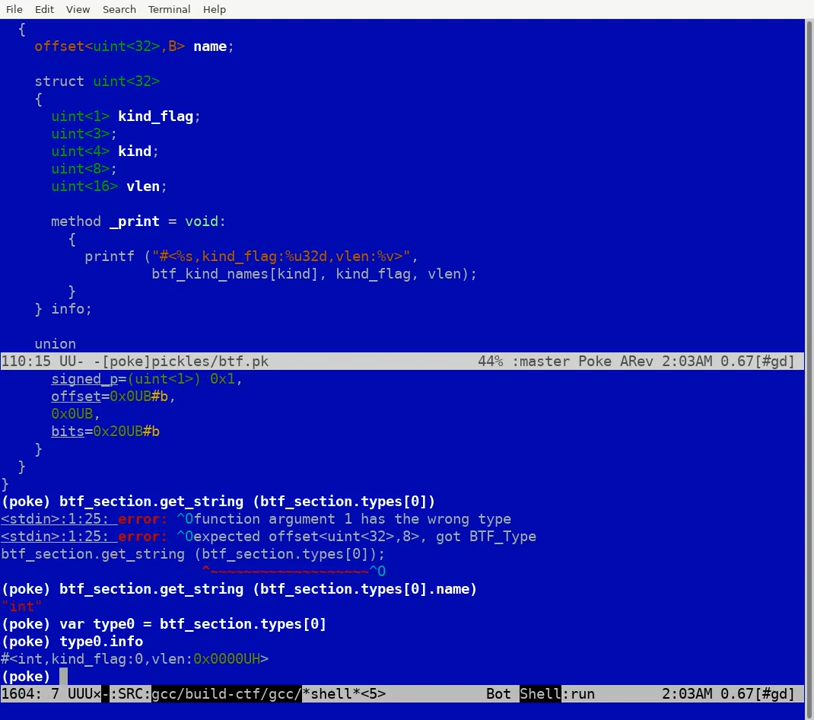 File Edit View Search Terminal Help
{
offset<uint<32>,B> name;
struct uint<32>
{
uint<1> kind_flag;
uint<3>;
uint<4> kind;
uint<8>;
uint<16> vlen;
method _print = void:
{
printf ("#<%s,kind_flag:%u32d,vlen:%v>",
btf_kind_names[kind], kind_flag, vlen);
}
} info;
union
110:15 UU- -[poke]pickles/btf.pk 44% :master Poke ARev 2:03AM 0.67[#gd]
signed_p=(uint<1>) 0x1,
offset=0x0UB#b,
0x0UB,
bits=0x20UB#b
}
}
}
(poke) btf_section.get_string (btf_section.types[0])
<stdin>:1:25: error: ^Ofunction argument 1 has the wrong type
<stdin>:1:25: error: ^Oexpected offset<uint<32>,8>, got BTF_Type
btf_section.get_string (btf_section.types[0]);
^~~~~~~~~~~~~~~~~~~~^O
(poke) btf_section.get_string (btf_section.types[0].name)
"int"
(poke) var type0 = btf_section.types[0]
(poke) type0.info
#<int,kind_flag:0,vlen:0x0000UH>
(poke)
1604: 7 UUU×-:SRC:gcc/build-ctf/gcc/*shell*<5> Bot Shell:run 2:03AM 0.67[#gd]